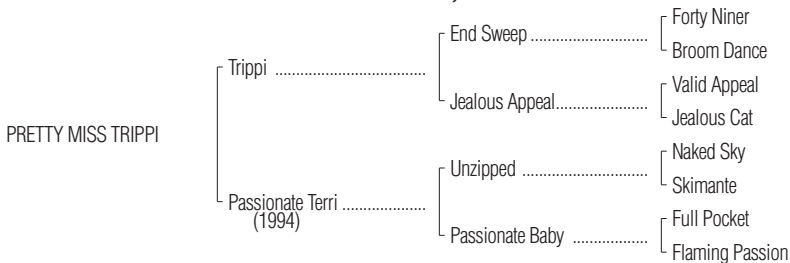 Forty Niner
End Sweep ..............................
Broom Dance
Trippi .......................................
Valid Appeal
Jealous Appeal........................
Jealous Cat
PRETTY MISS TRIPPI
Naked Sky
Unzipped ................................
Skimante
Passionate Terri .....................
(1994)
Full Pocket
Passionate Baby ...................
Flaming Passion